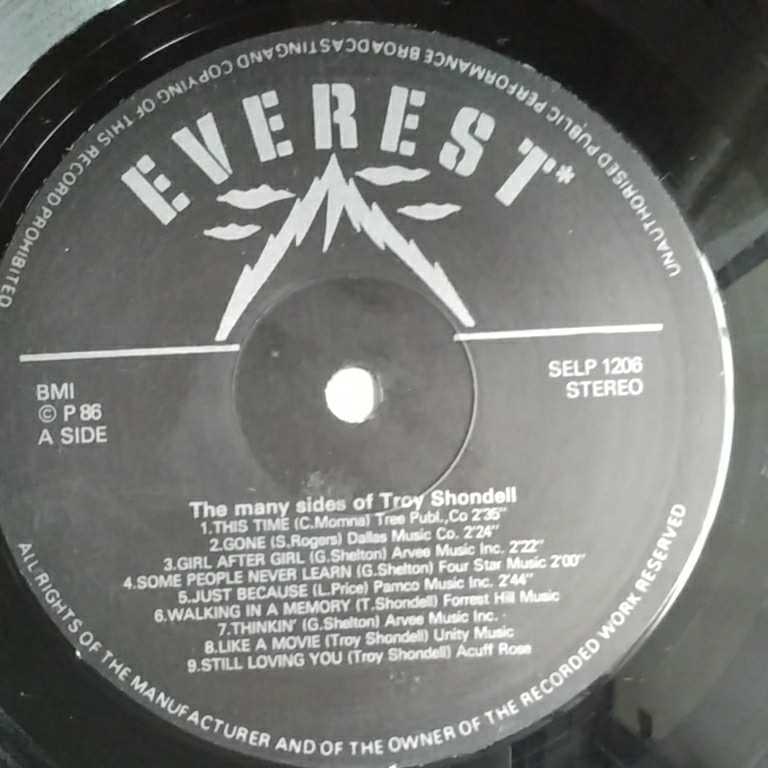 UNAUTHORISED PUBLIC PERFORMANCE BROADCASTING AND COPYING OF THIS RECORD PROHIBITED
EVEREST*
BMI
© P 86
A SIDE
SELP 1206
STEREO
The many sides of Troy Shondell
1.THIS TIME (C.Momna) Tree Publ.,Co 2'35"
2.GONE (S.Rogers) Dallas Music Co. 2'24"
3.GIRL AFTER GIRL (G.Shelton) Arvee Music Inc. 2'22"
4.SOME PEOPLE NEVER LEARN (G.Shelton) Four Star Music 2'00"
5.JUST BECAUSE (L.Price) Pamco Music Inc. 2'44"
6.WALKING IN A MEMORY (T.Shondell) Forrest Hill Music
7.THINKIN' (G.Shelton) Arvee Music Inc.
8.LIKE A MOVIE (Troy Shondell) Unity Music
9.STILL LOVING YOU (Troy Shondell) Acuff Rose
ALL RIGHTS OF THE MANUFACTURER AND OF THE OWNER OF THE RECORDED WORK RESERVED